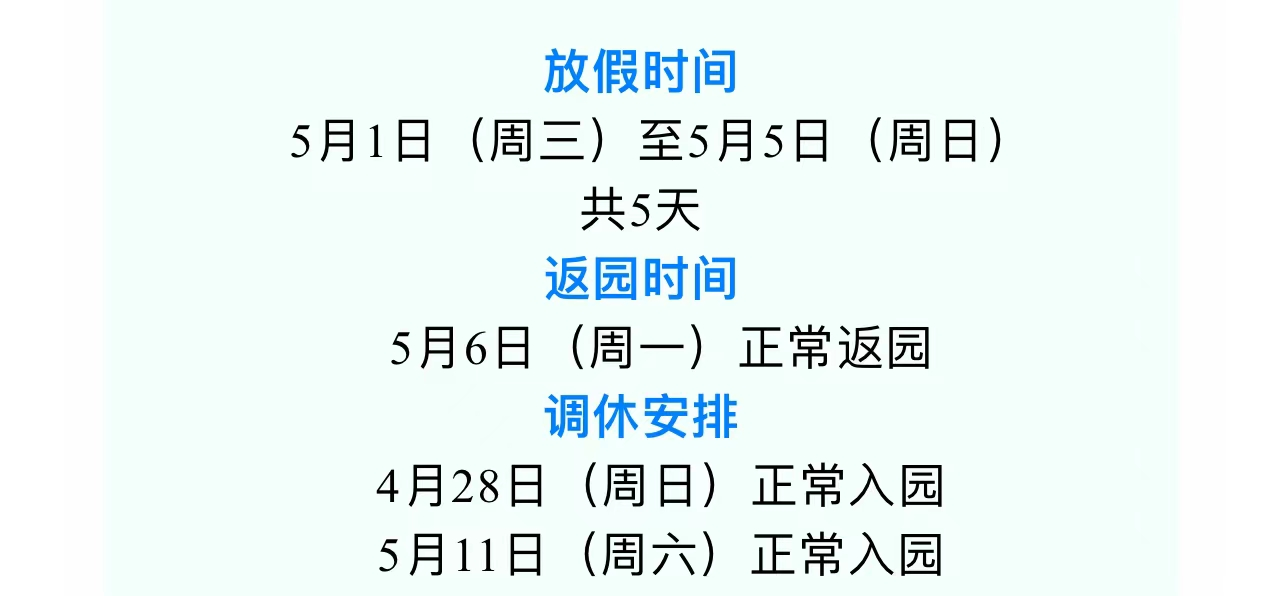 放假时间
5月1日（周三）至5月5日（周日）
共5天
返园时间
5月6日（周一）正常返园
调休安排
4月28日（周日）正常入园
5月11日（周六）正常入园